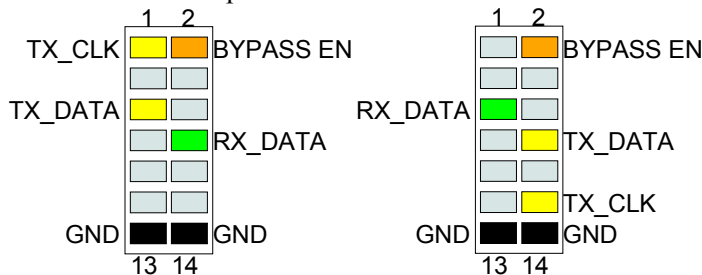 1 2 1 2
TX_CLK BYPASS EN BYPASS EN
TX_DATA RX_DATA
RX_DATA TX_DATA
TX_CLK
GND GND GND GND
13 14 13 14